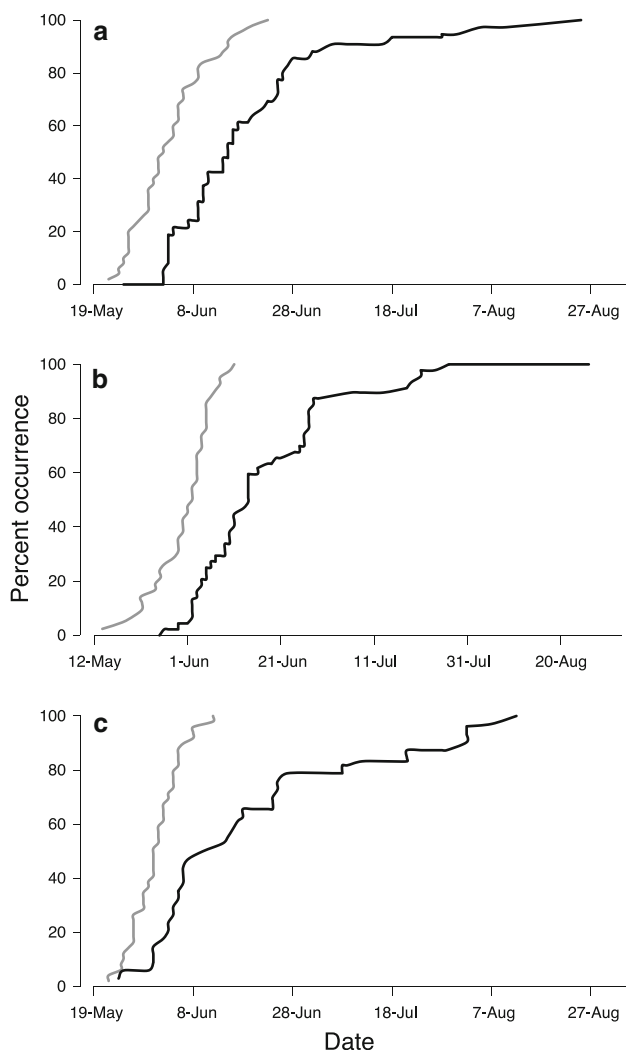 a
100
80
60
40
20
0
19-May 8-Jun 28-Jun 18-Jul 7-Aug 27-Aug
b
100
80
60
40
20
0
12-May 1-Jun 21-Jun 11-Jul 31-Jul 20-Aug
Percent occurrence
c
100
80
60
40
20
0
19-May 8-Jun 28-Jun 18-Jul 7-Aug 27-Aug
Date